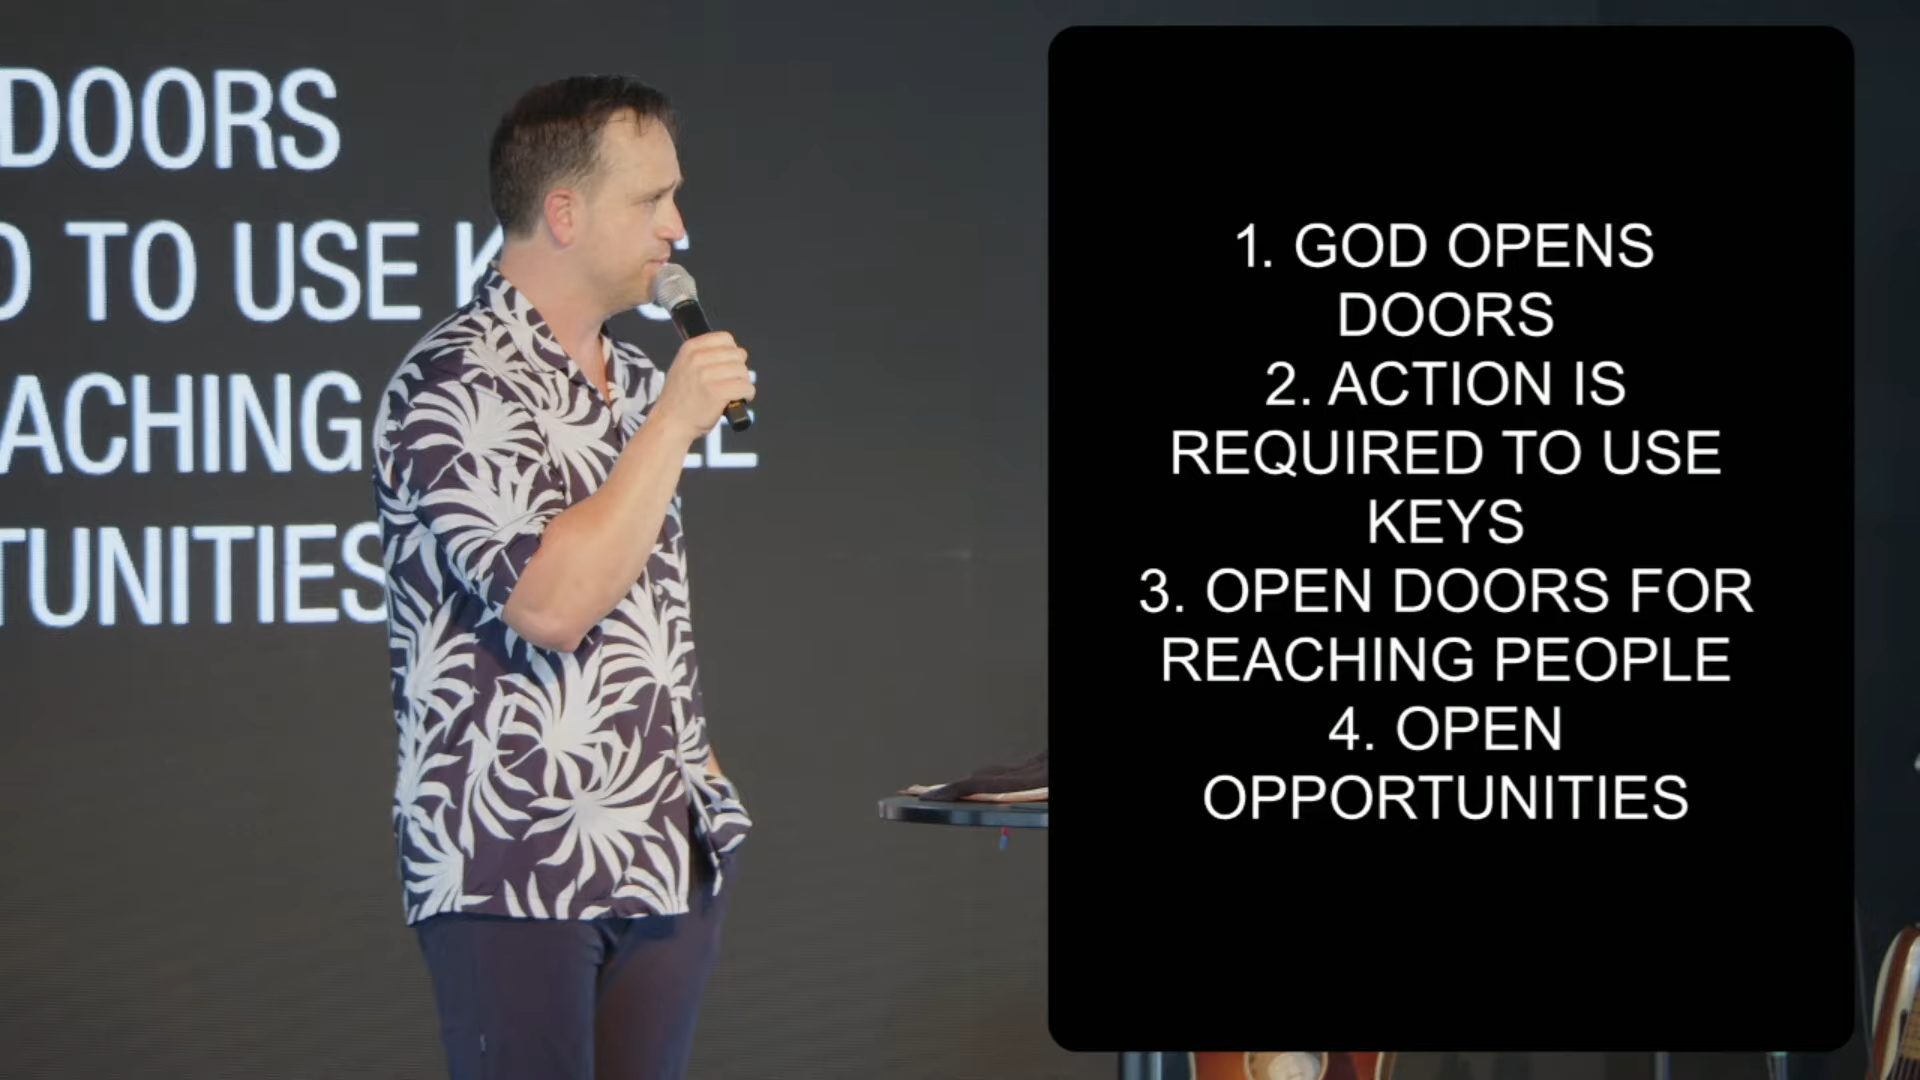 DOORS
TO USE
ACHING
TUNITIES
1. GOD OPENS
DOORS
2. ACTION IS
REQUIRED TO USE
KEYS
3. OPEN DOORS FOR
REACHING PEOPLE
4. OPEN
OPPORTUNITIES